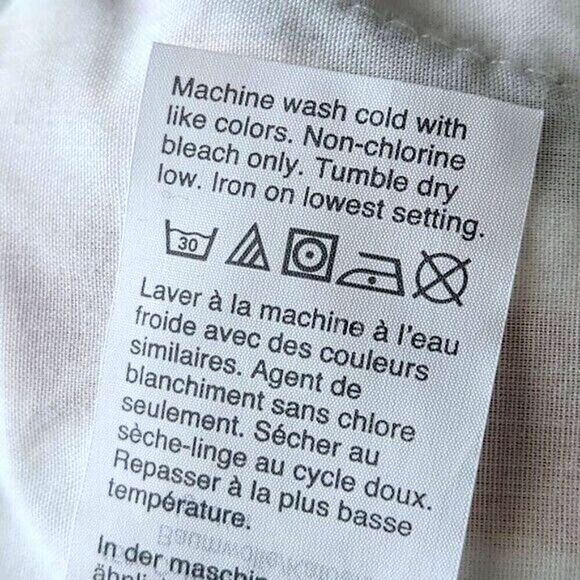 Machine wash cold with
like colors. Non-chlorine
bleach only. Tumble dry
low. Iron on lowest setting.
30
Laver à la machine à l'eau
froide avec des couleurs
similaires. Agent de
blanchiment sans chlore
seulement. Sécher au
sèche-linge au cycle doux.
Repasser à la plus basse
température.
In der maschin